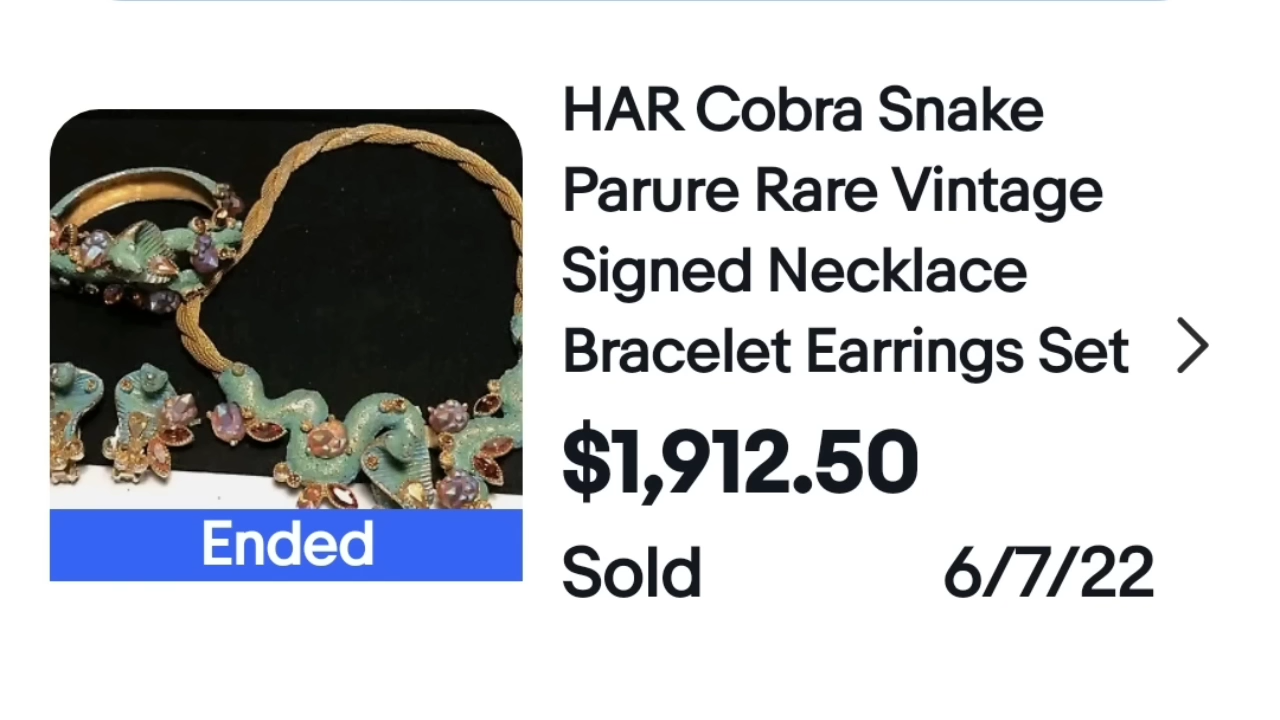 HAR Cobra Snake
Parure Rare Vintage
Signed Necklace
Bracelet Earrings Set
$1,912.50
Ended
Sold 6/7/22